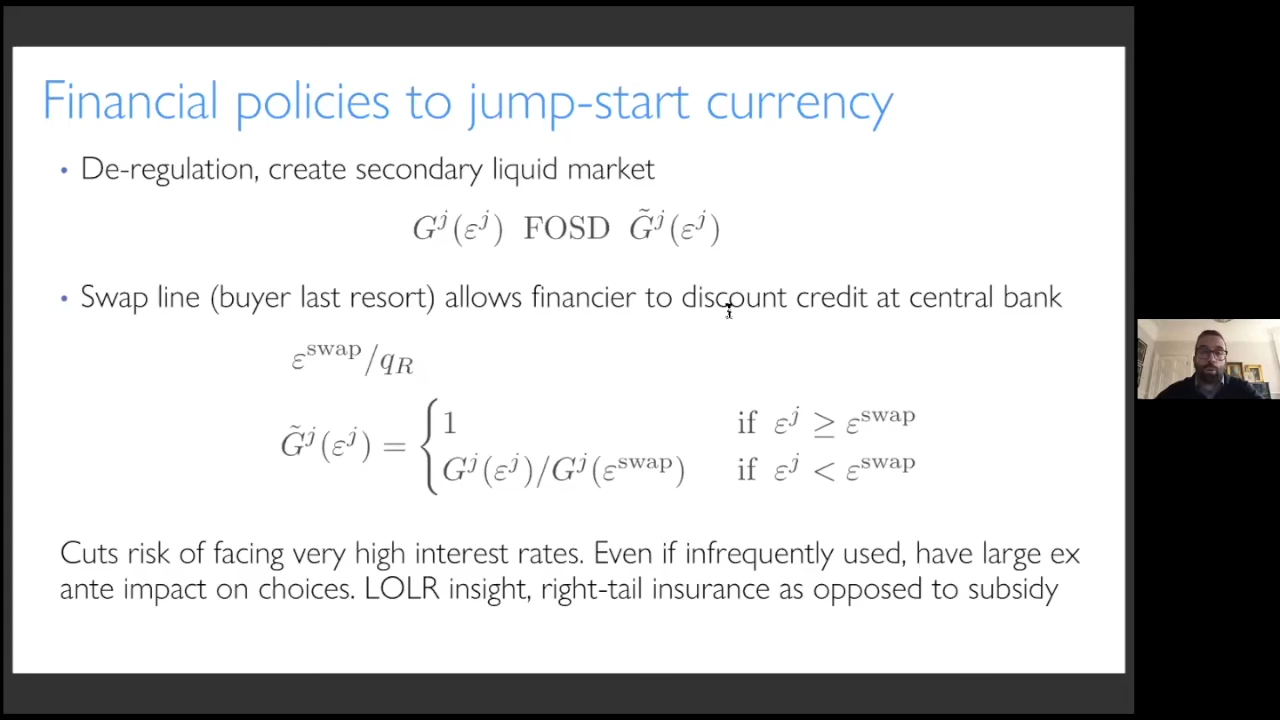 Financial policies to jump-start currency
• De-regulation, create secondary liquid market
G^j(ε^j) FOSD G̃^j(ε^j)
• Swap line (buyer last resort) allows financier to discount credit at central bank
ε^swap/q_R
G̃^j(ε^j) = { 1 if ε^j ≥ ε^swap
G^j(ε^j)/G^j(ε^swap) if ε^j < ε^swap
Cuts risk of facing very high interest rates. Even if infrequently used, have large ex
ante impact on choices. LOLR insight, right-tail insurance as opposed to subsidy